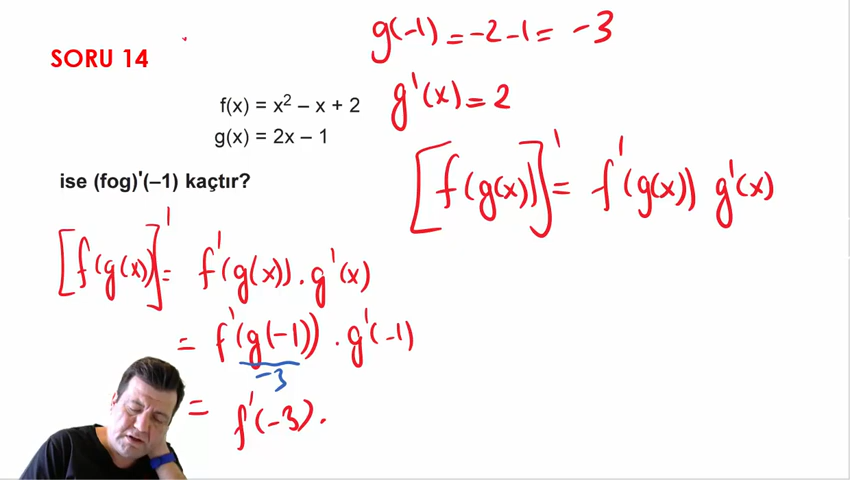 SORU 14
g(-1) = -2-1 = -3
g'(x) = 2
f(x) = x² – x + 2
g(x) = 2x – 1
[f(g(x))]' = f'(g(x)) g'(x)
ise (fog)'(–1) kaçtır?
[f(g(x))]' = f'(g(x)) . g'(x)
= f'(g(-1)) . g'(-1)
-3
= f'(-3) .